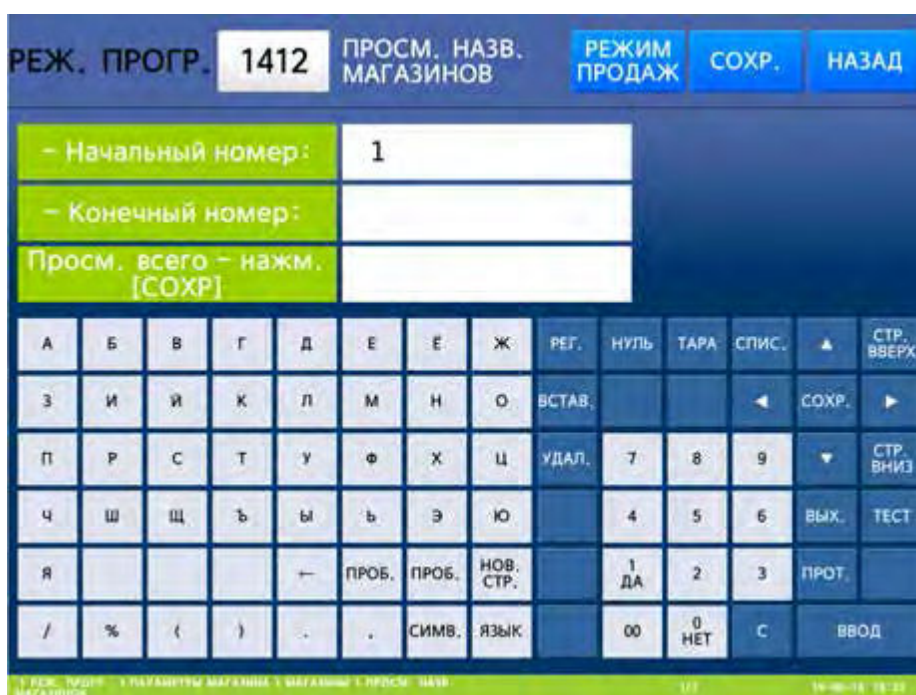 РЕЖ. ПРОГР. 1412 ПРОСМ. НАЗВ. МАГАЗИНОВ РЕЖИМ ПРОДАЖ СОХР. НАЗАД
- Начальный номер: 1
- Конечный номер:
Просм. всего - нажм.
[СОХР]
А Б В Г Д Е Ё Ж РЕГ. НУЛЬ ТАРА СПИС. ▲ СТР. ВВЕРХ
З И Й К Л М Н О ВСТАВ. ◄ СОХР. ►
П Р С Т У Ф Х Ц УДАЛ. 7 8 9 ▼ СТР. ВНИЗ
Ч Ш Щ Ъ Ы Ь Э Ю 4 5 6 ВЫХ. ТЕСТ
Я ← ПРОБ. ПРОБ. НОВ. СТР. 1 ДА 2 3 ПРОТ.
/ % ( ) . , СИМВ. ЯЗЫК 00 0 НЕТ С ВВОД
1/1